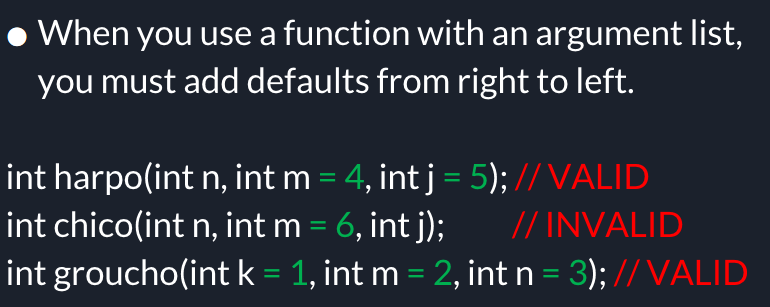 ● When you use a function with an argument list,
you must add defaults from right to left.
int harpo(int n, int m = 4, int j = 5); // VALID
int chico(int n, int m = 6, int j); // INVALID
int groucho(int k = 1, int m = 2, int n = 3); // VALID